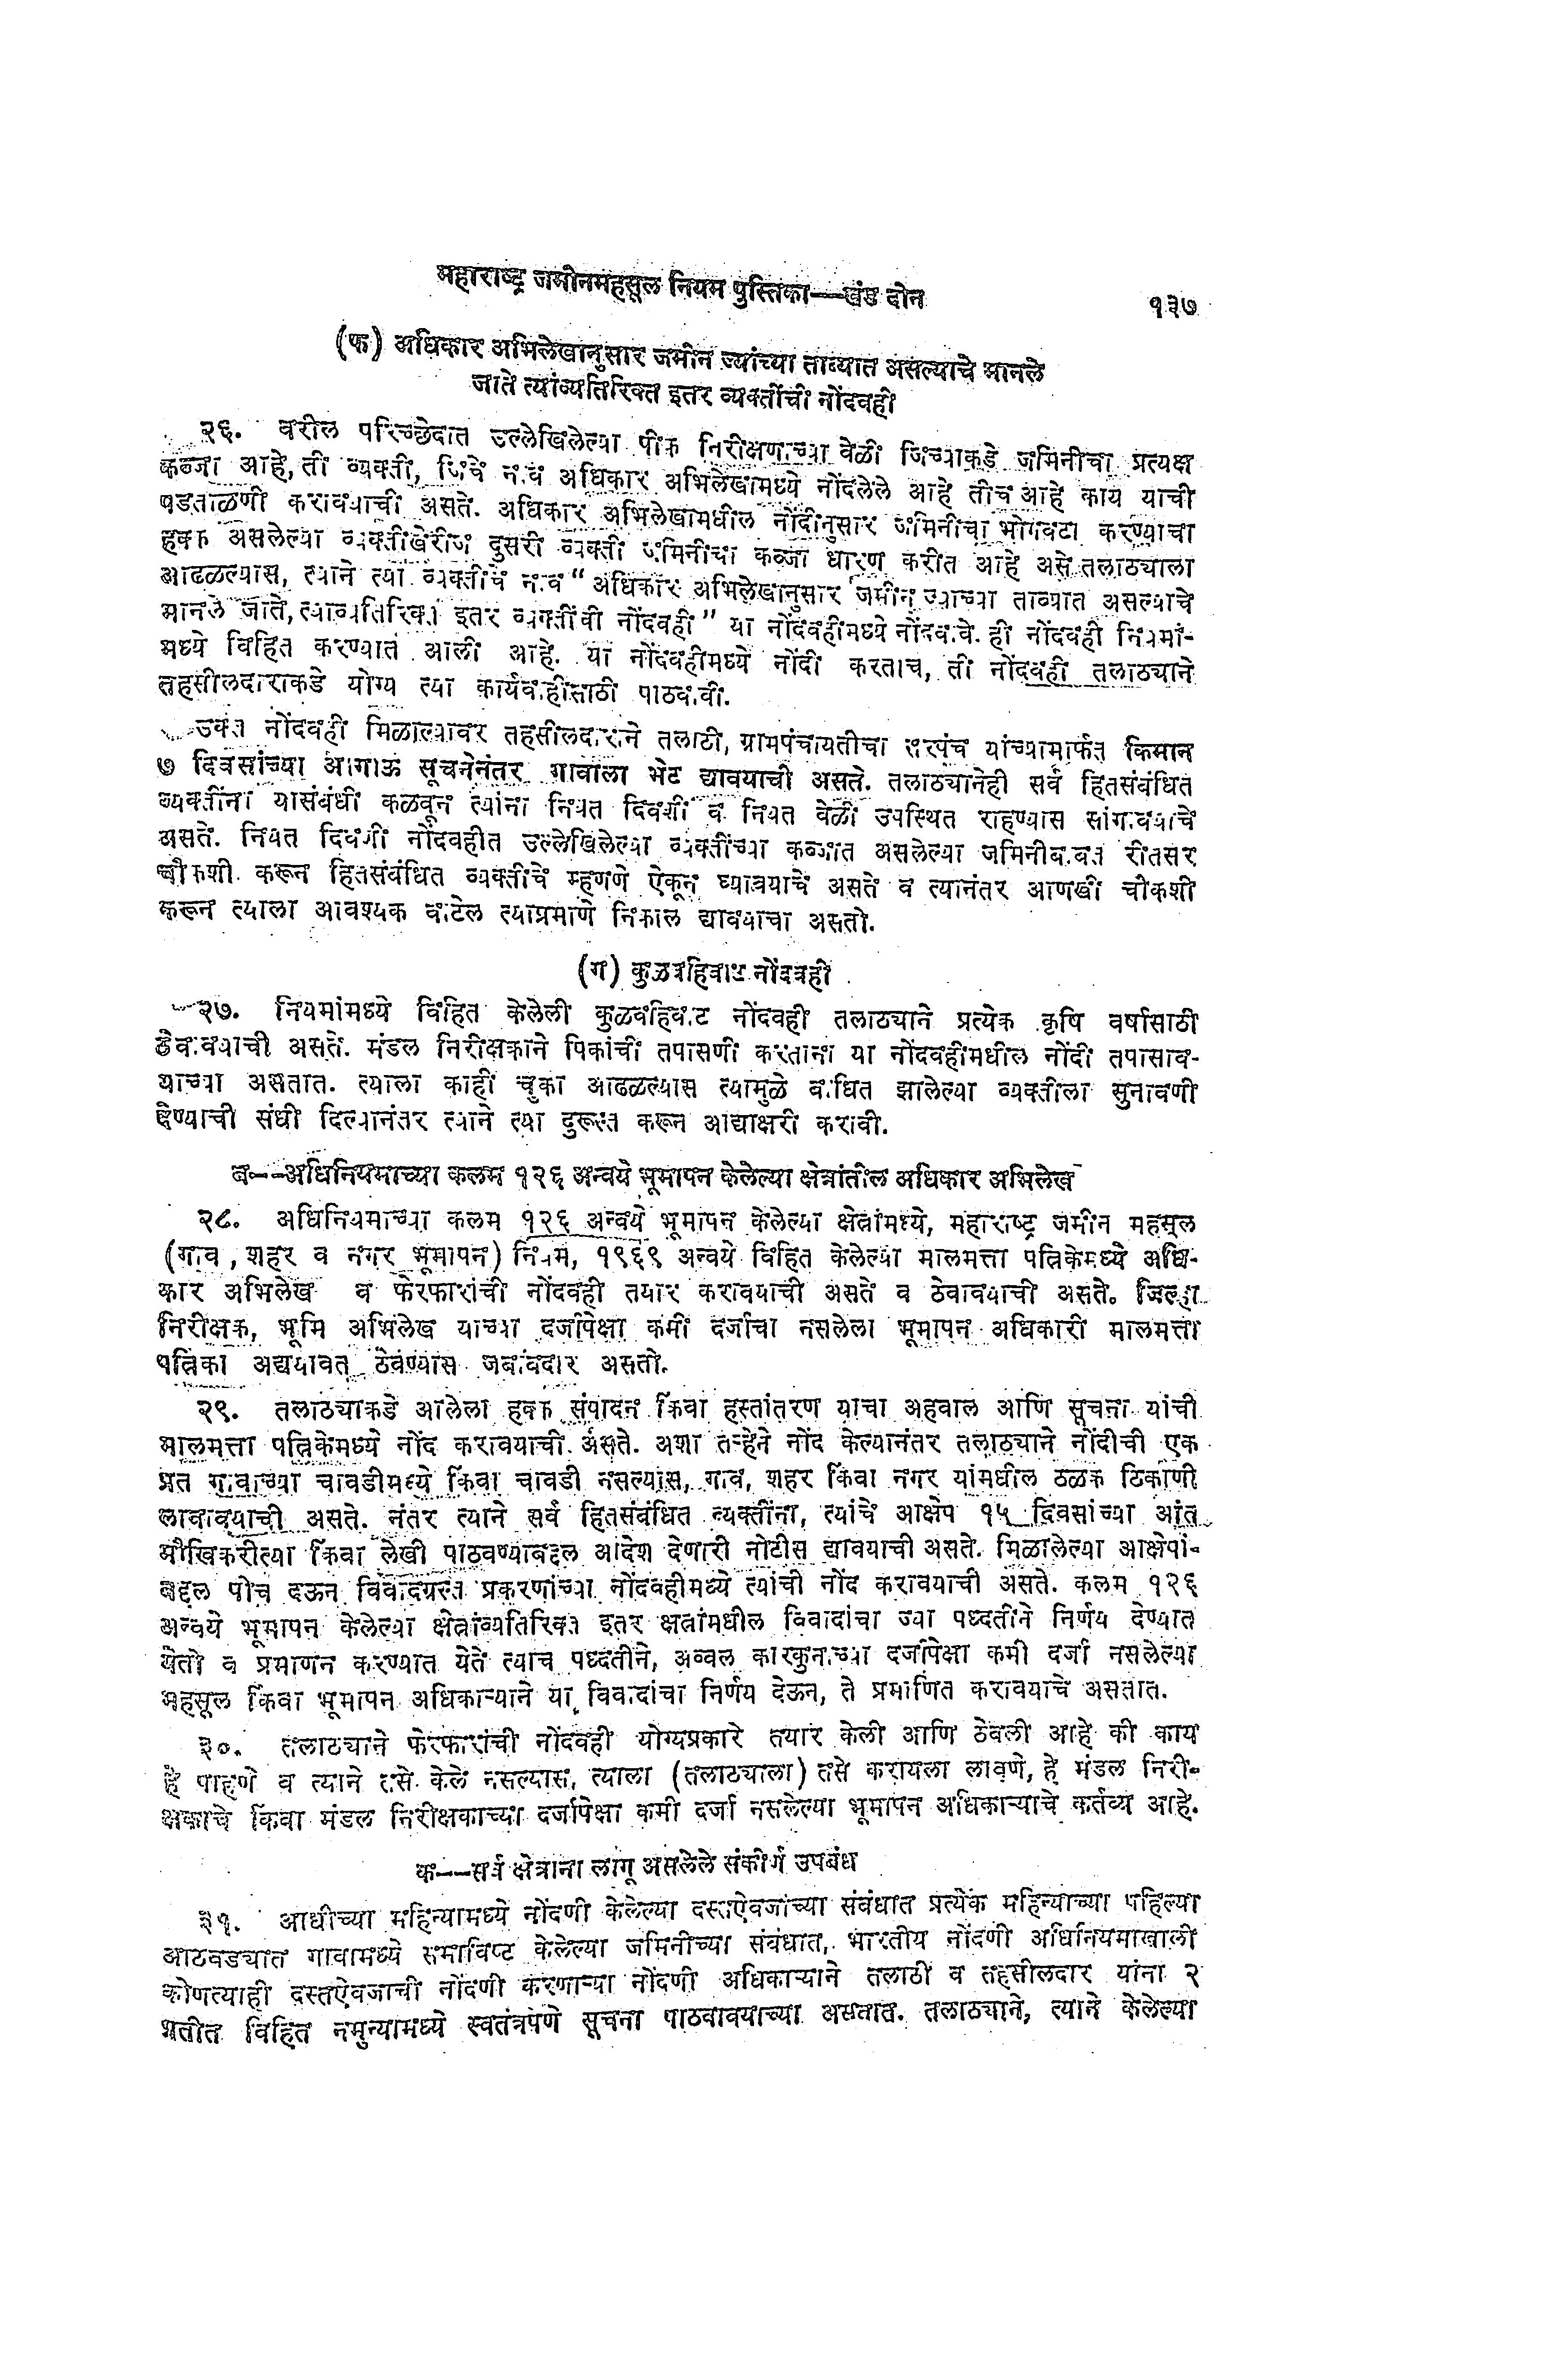 महाराष्ट्र जमीनमहसूल नियम पुस्तिका—खंड दोन १३७
(फ) अधिकार अभिलेखानुसार जमीन ज्यांच्या ताब्यात असल्याचे मानले
जाते त्यांव्यतिरिक्त इतर व्यक्तींची नोंदवही
२६. वरील परिच्छेदात उल्लेखिलेल्या पीक निरीक्षणाच्या वेळी जिच्याकडे जमिनीचा प्रत्यक्ष
कब्जा आहे, ती व्यक्ती, जिचे नांव अधिकार अभिलेखामध्ये नोंदलेले आहे तीच आहे काय याची
पडताळणी करावयाची असते. अधिकार अभिलेखामधील नोंदीनुसार जमिनीचा भोगवटा करण्याचा
हक्क असलेल्या व्यक्तीखेरीज दुसरी व्यक्ती जमिनीचा कब्जा धारण करीत आहे असे तलाठ्याला
आढळल्यास, त्याने त्या व्यक्तीचे नांव "अधिकार अभिलेखानुसार जमीन ज्याच्या ताब्यात असल्याचे
मानले जाते, त्याव्यतिरिक्त इतर व्यक्तींची नोंदवही" या नोंदवहीमध्ये नोंदवावे. ही नोंदवही नियमां-
मध्ये विहित करण्यात आली आहे. या नोंदवहीमध्ये नोंदी करताच, ती नोंदवही तलाठ्याने
तहसीलदाराकडे योग्य त्या कार्यवाहीसाठी पाठवावी.
उक्त नोंदवही मिळाल्यावर तहसीलदाराने तलाठी, ग्रामपंचायतीचा सरपंच यांच्यामार्फत किमान
७ दिवसांच्या आगाऊ सूचनेनंतर गावाला भेट द्यावयाची असते. तलाठ्यानेही सर्व हितसंबंधित
व्यक्तींना यासंबंधी कळवून त्यांना नियत दिवशी व नियत वेळी उपस्थित राहण्यास सांगावयाचे
असते. नियत दिवशी नोंदवहीत उल्लेखिलेल्या व्यक्तींच्या कब्जात असलेल्या जमिनीबाबत रीतसर
चौकशी करून हितसंबंधित व्यक्तीचे म्हणणे ऐकून घ्यावयाचे असते व त्यानंतर आणखी चौकशी
करून त्याला आवश्यक वाटेल त्याप्रमाणे निकाल द्यावयाचा असतो.
(ग) कुळवहिवाट नोंदवही
२७. नियमांमध्ये विहित केलेली कुळवहिवाट नोंदवही तलाठ्याने प्रत्येक कृषि वर्षासाठी
ठेवावयाची असते. मंडल निरीक्षकाने पिकांची तपासणी करताना या नोंदवहीमधील नोंदी तपासाव-
याच्या असतात. त्याला काही चुका आढळल्यास त्यामुळे बाधित झालेल्या व्यक्तीला सुनावणी
देण्याची संधी दिल्यानंतर त्याने त्या दुरूस्त करून आद्याक्षरी करावी.
ब--अधिनियमाच्या कलम १२६ अन्वये भूमापन केलेल्या क्षेत्रांतील अधिकार अभिलेख
२८. अधिनियमाच्या कलम १२६ अन्वये भूमापन केलेल्या क्षेत्रांमध्ये, महाराष्ट्र जमीन महसूल
(गाव, शहर व नगर भूमापन) नियम, १९६९ अन्वये विहित केलेल्या मालमत्ता पत्रिकेमध्ये अधि-
कार अभिलेख व फेरफारांची नोंदवही तयार करावयाची असते व ठेवावयाची असते. जिल्हा
निरीक्षक, भूमि अभिलेख याच्या दर्जापेक्षा कमी दर्जाचा नसलेला भूमापन अधिकारी मालमत्ता
पत्रिका अद्ययावत ठेवण्यास जबाबदार असतो.
२९. तलाठ्याकडे आलेला हक्क संपादन किंवा हस्तांतरण याचा अहवाल आणि सूचना यांची
मालमत्ता पत्रिकेमध्ये नोंद करावयाची असते. अशा तऱ्हेने नोंद केल्यानंतर तलाठ्याने नोंदीची एक
प्रत गावाच्या चावडीमध्ये किंवा चावडी नसल्यास, गाव, शहर किंवा नगर यांमधील ठळक ठिकाणी
लावावयाची असते. नंतर त्याने सर्व हितसंबंधित व्यक्तींना, त्यांचे आक्षेप १५ दिवसांच्या आंत
मौखिकरीत्या किंवा लेखी पाठवण्याबद्दल आदेश देणारी नोटीस द्यावयाची असते. मिळालेल्या आक्षेपां-
बद्दल पोच देऊन विवादग्रस्त प्रकरणांच्या नोंदवहीमध्ये त्यांची नोंद करावयाची असते. कलम १२६
अन्वये भूमापन केलेल्या क्षेत्रांव्यतिरिक्त इतर क्षेत्रांमधील विवादांचा ज्या पध्दतीने निर्णय देण्यात
येतो व प्रमाणन करण्यात येते त्याच पध्दतीने, अव्वल कारकुनाच्या दर्जापेक्षा कमी दर्जा नसलेल्या
महसूल किंवा भूमापन अधिकाऱ्याने या विवादांचा निर्णय देऊन, ते प्रमाणित करावयाचे असतात.
३०. तलाठ्याने फेरफारांची नोंदवही योग्यप्रकारे तयार केली आणि ठेवली आहे की काय
हे पाहणे व त्याने तसे केले नसल्यास, त्याला (तलाठ्याला) तसे करायला लावणे, हे मंडल निरी-
क्षकाचे किंवा मंडल निरीक्षकाच्या दर्जापेक्षा कमी दर्जा नसलेल्या भूमापन अधिकाऱ्याचे कर्तव्य आहे.
क--सर्व क्षेत्राना लागू असलेले संकीर्ण उपबंध
३१. आधीच्या महिन्यामध्ये नोंदणी केलेल्या दस्तऐवजांच्या संबंधात प्रत्येक महिन्याच्या पहिल्या
आठवड्यात गावामध्ये समाविष्ट केलेल्या जमिनीच्या संबंधात, भारतीय नोंदणी अधिनियमाखाली
कोणत्याही दस्तऐवजाची नोंदणी करणाऱ्या नोंदणी अधिकाऱ्याने तलाठी व तहसीलदार यांना २
प्रतीत विहित नमुन्यामध्ये स्वतंत्रपणे सूचना पाठवावयाच्या असतात. तलाठ्याने, त्याने केलेल्या